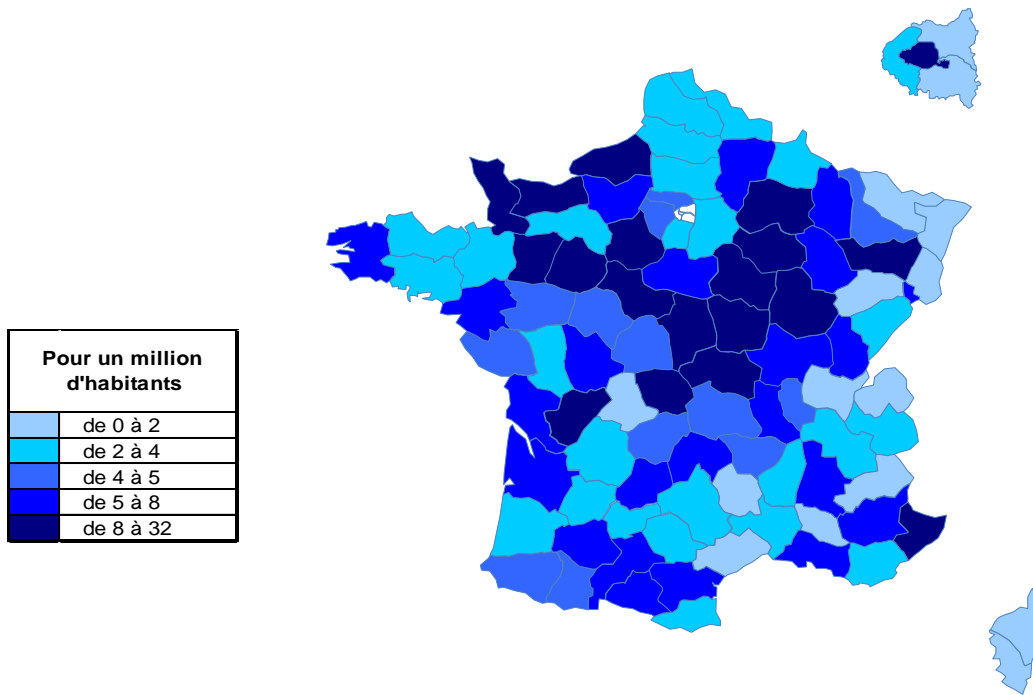 Pour un million
d'habitants
de 0 à 2
de 2 à 4
de 4 à 5
de 5 à 8
de 8 à 32